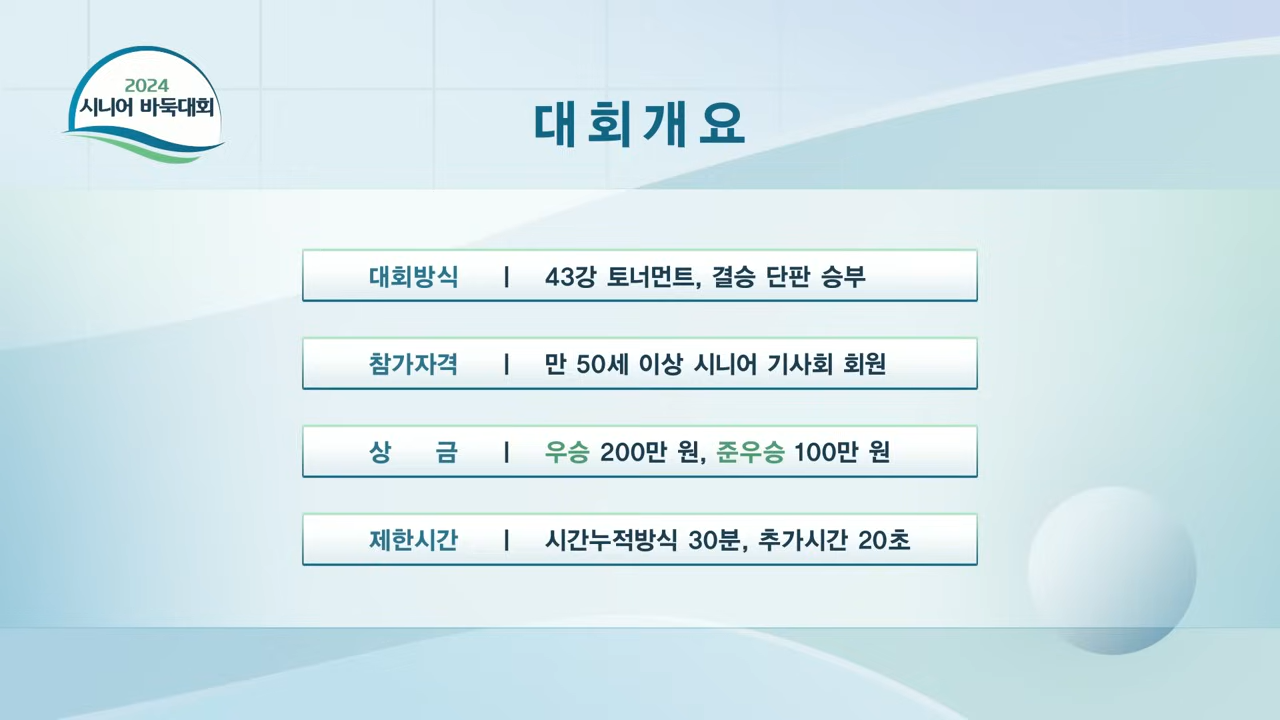 2024
시니어 바둑대회
대회개요
대회방식 | 43강 토너먼트, 결승 단판 승부
참가자격 | 만 50세 이상 시니어 기사회 회원
상 금 | 우승 200만 원, 준우승 100만 원
제한시간 | 시간누적방식 30분, 추가시간 20초